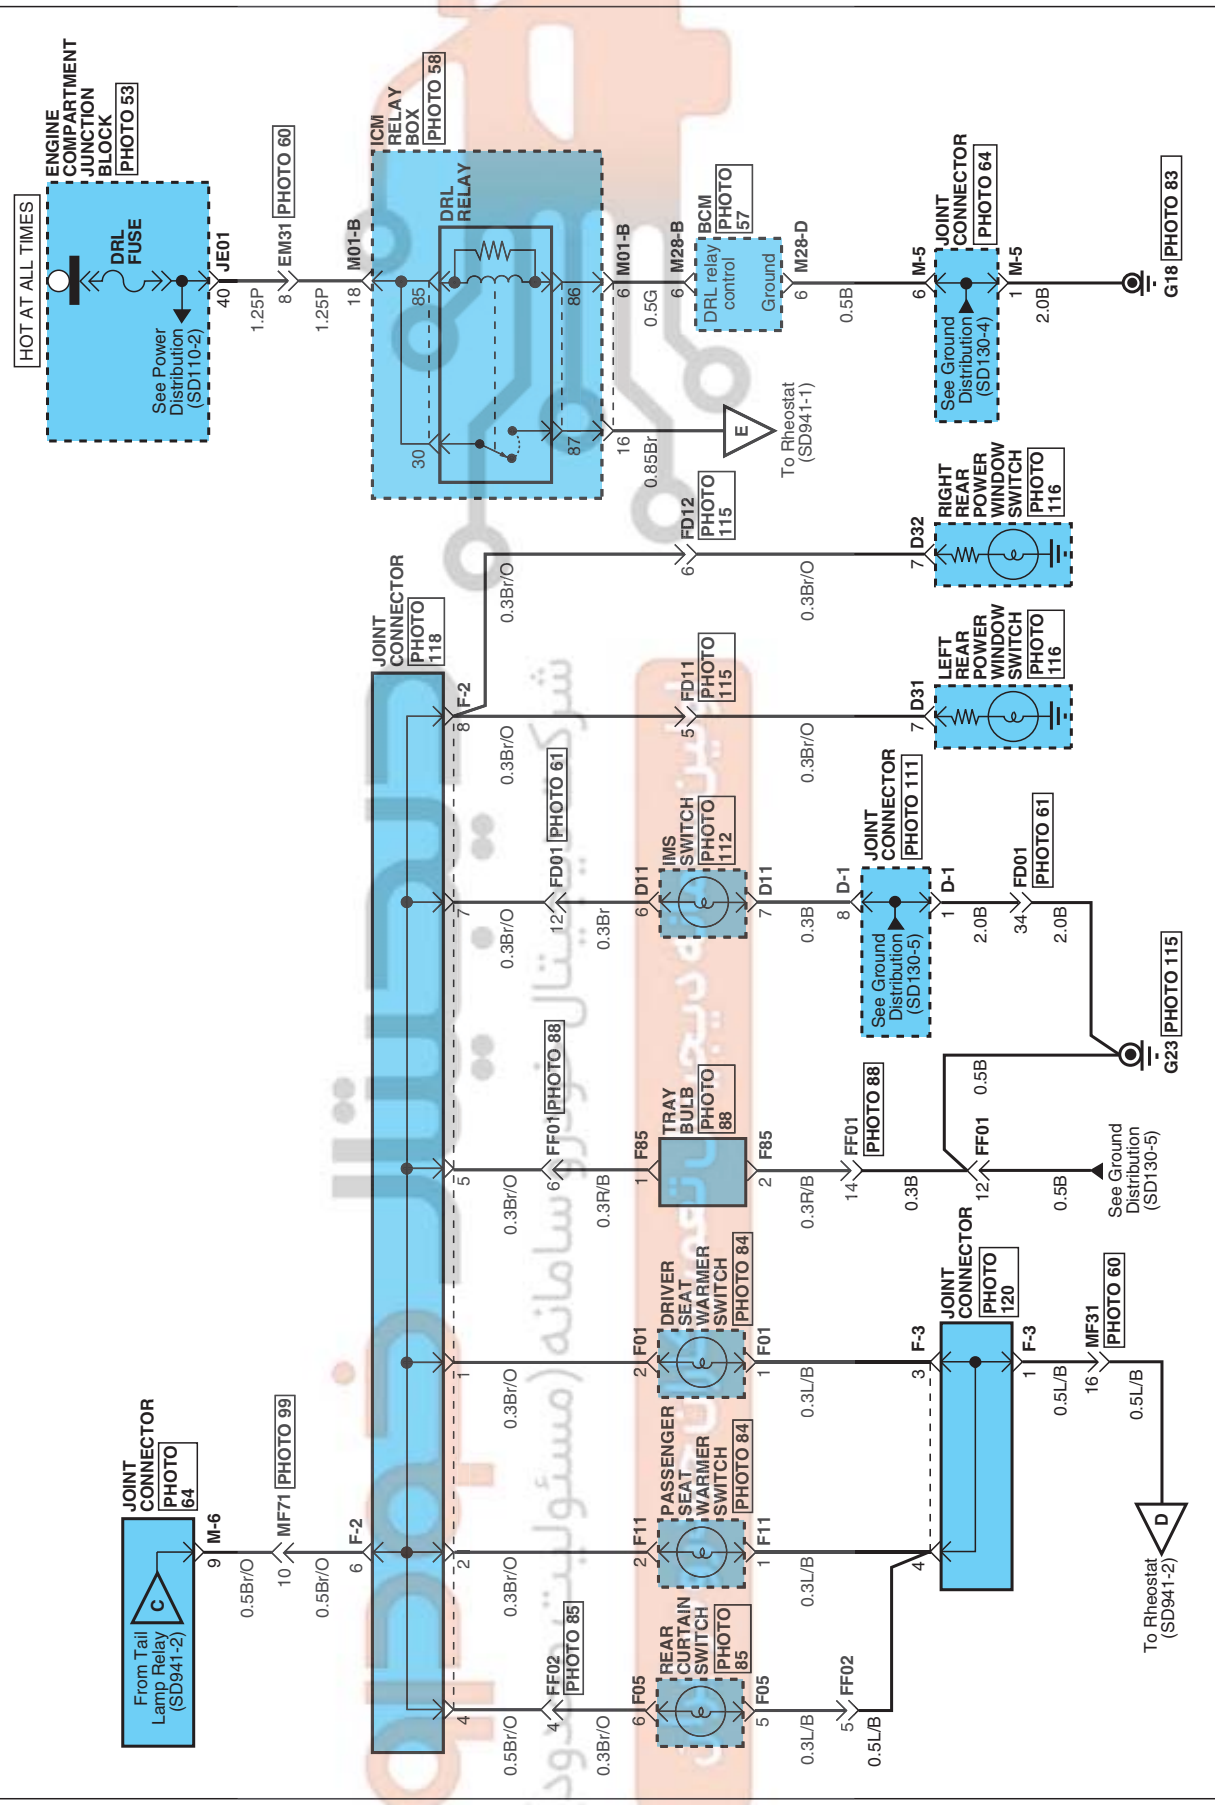 HOT AT ALL TIMES
ENGINE
COMPARTMENT
JUNCTION
BLOCK
PHOTO 53
DRL
FUSE
See Power
Distribution
(SD110-2)
40
JE01
1.25P
8
EM31
PHOTO 60
1.25P
18
M01-B
ICM
RELAY
BOX
PHOTO 58
DRL
RELAY
30
85
87
86
16
6
M01-B
0.85Br
0.5G
E
To Rheostat
(SD941-1)
6
M28-B
BCM
PHOTO
57
DRL relay
control
Ground
6
M28-D
0.5B
6
M-5
JOINT
CONNECTOR
PHOTO 64
See Ground
Distribution
(SD130-4)
1
M-5
2.0B
G18
PHOTO 83
JOINT
CONNECTOR
PHOTO
64
From Tail
Lamp Relay
(SD941-2)
C
9
M-6
0.5Br/O
10
MF71
PHOTO 99
0.5Br/O
6
F-2
JOINT
CONNECTOR
PHOTO
118
4
2
1
5
7
8
F-2
0.5Br/O
0.3Br/O
0.3Br/O
0.3Br/O
0.3Br/O
0.3Br/O
0.3Br/O
4
FF02
PHOTO 85
0.3Br/O
6
FF01
PHOTO 88
0.3R/B
12
FD01
PHOTO 61
0.3Br
5
FD11
PHOTO
115
0.3Br/O
6
FD12
PHOTO
115
0.3Br/O
6
F05
REAR
CURTAIN
SWITCH
PHOTO
85
5
F05
0.3L/B
5
FF02
0.5L/B
2
F11
PASSENGER
SEAT
WARMER
SWITCH
PHOTO 84
1
F11
0.3L/B
2
F01
DRIVER
SEAT
WARMER
SWITCH
PHOTO 84
1
F01
0.3L/B
1
F85
TRAY
BULB
PHOTO
88
2
F85
0.3R/B
14
FF01
PHOTO 88
0.3B
12
FF01
0.5B
See Ground
Distribution
(SD130-5)
0.5B
6
D11
IMS
SWITCH
PHOTO
112
7
D11
0.3B
8
D-1
JOINT
CONNECTOR
PHOTO 111
See Ground
Distribution
(SD130-5)
1
D-1
2.0B
34
FD01
PHOTO 61
2.0B
G23
PHOTO 115
7
D31
LEFT
REAR
POWER
WINDOW
SWITCH
PHOTO
116
7
D32
RIGHT
REAR
POWER
WINDOW
SWITCH
PHOTO
116
4
3
F-3
JOINT
CONNECTOR
PHOTO
120
1
F-3
0.5L/B
16
MF31
PHOTO 60
0.5L/B
D
To Rheostat
(SD941-2)
شرکت دیجیتال خودرو سامانه (مسئولیت محدود